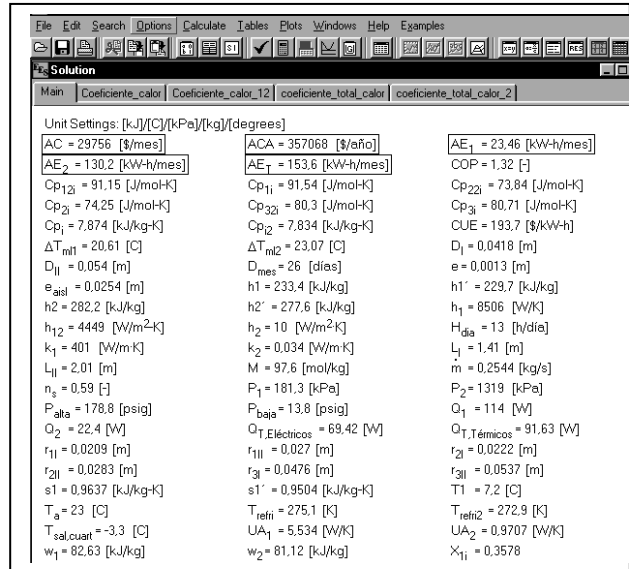 File Edit Search Options Calculate Tables Plots Windows Help Examples
EES Solution
Main Coeficiente_calor Coeficiente_calor_12 coeficiente_total_calor coeficiente_total_calor_2
Unit Settings: [kJ]/[C]/[kPa]/[kg]/[degrees]
AC = 29756 [$/mes] ACA = 357068 [$/año] AE1 = 23,46 [kW-h/mes]
AE2 = 130,2 [kW-h/mes] AET = 153,6 [kW-h/mes] COP = 1,32 [-]
Cp12i = 91,15 [J/mol-K] Cp1i = 91,54 [J/mol-K] Cp22i = 73,84 [J/mol-K]
Cp2i = 74,25 [J/mol-K] Cp32i = 80,3 [J/mol-K] Cp3i = 80,71 [J/mol-K]
Cpi = 7,874 [kJ/kg-K] Cpi2 = 7,834 [kJ/kg-K] CUE = 193,7 [$/kW-h]
ΔTml1 = 20,61 [C] ΔTml2 = 23,07 [C] DI = 0,0418 [m]
DII = 0,054 [m] Dmes = 26 [días] e = 0,0013 [m]
eaisl = 0,0254 [m] h1 = 233,4 [kJ/kg] h1´ = 229,7 [kJ/kg]
h2 = 282,2 [kJ/kg] h2´ = 277,6 [kJ/kg] h1 = 8506 [W/K]
h12 = 4449 [W/m2-K] h2 = 10 [W/m2·K] Hdia = 13 [h/día]
k1 = 401 [W/m·K] k2 = 0,034 [W/m·K] LI = 1,41 [m]
LII = 2,01 [m] M = 97,6 [mol/kg] ṁ = 0,2544 [kg/s]
ns = 0,59 [-] P1 = 181,3 [kPa] P2 = 1319 [kPa]
Palta = 178,8 [psig] Pbaja = 13,8 [psig] Q1 = 114 [W]
Q2 = 22,4 [W] QT,Eléctricos = 69,42 [W] QT,Térmicos = 91,63 [W]
r1I = 0,0209 [m] r1II = 0,027 [m] r2I = 0,0222 [m]
r2II = 0,0283 [m] r3I = 0,0476 [m] r3II = 0,0537 [m]
s1 = 0,9637 [kJ/kg-K] s1´ = 0,9504 [kJ/kg-K] T1 = 7,2 [C]
Ta = 23 [C] Trefri = 275,1 [K] Trefri2 = 272,9 [K]
Tsal,cuart = -3,3 [C] UA1 = 5,534 [W/K] UA2 = 0,9707 [W/K]
w1 = 82,63 [kJ/kg] w2 = 81,12 [kJ/kg] X1i = 0,3578